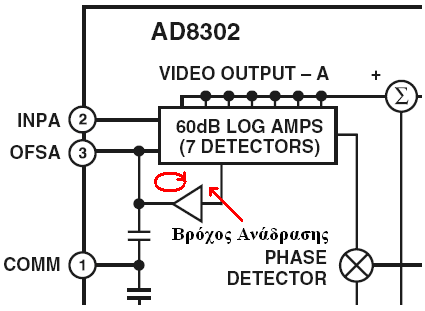 AD8302
VIDEO OUTPUT – A
+
INPA
2
60dB LOG AMPS
Σ
OFSA
3
(7 DETECTORS)
Βρόχος Ανάδρασης
COMM
1
PHASE
DETECTOR